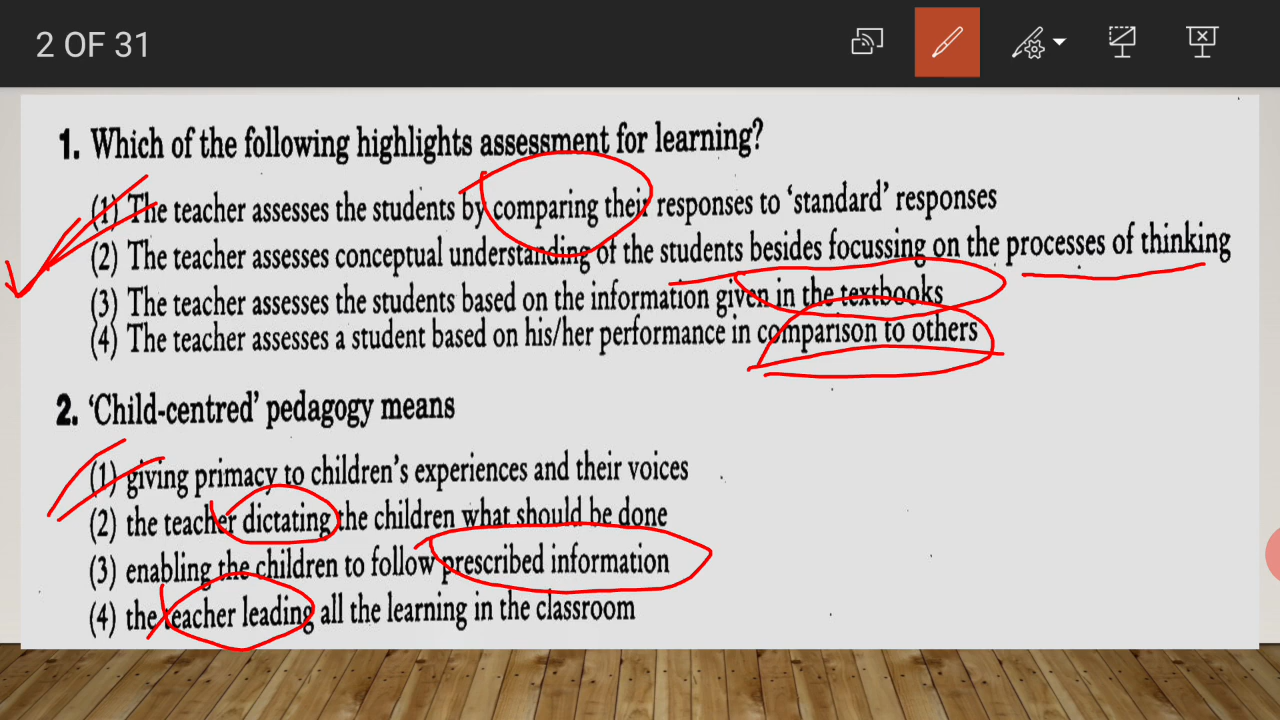 2 OF 31
1. Which of the following highlights assessment for learning?
(1) The teacher assesses the students by comparing their responses to ‘standard’ responses
(2) The teacher assesses conceptual understanding of the students besides focussing on the processes of thinking
(3) The teacher assesses the students based on the information given in the textbooks
(4) The teacher assesses a student based on his/her performance in comparison to others
2. ‘Child-centred’ pedagogy means
(1) giving primacy to children’s experiences and their voices
(2) the teacher dictating the children what should be done
(3) enabling the children to follow prescribed information
(4) the teacher leading all the learning in the classroom